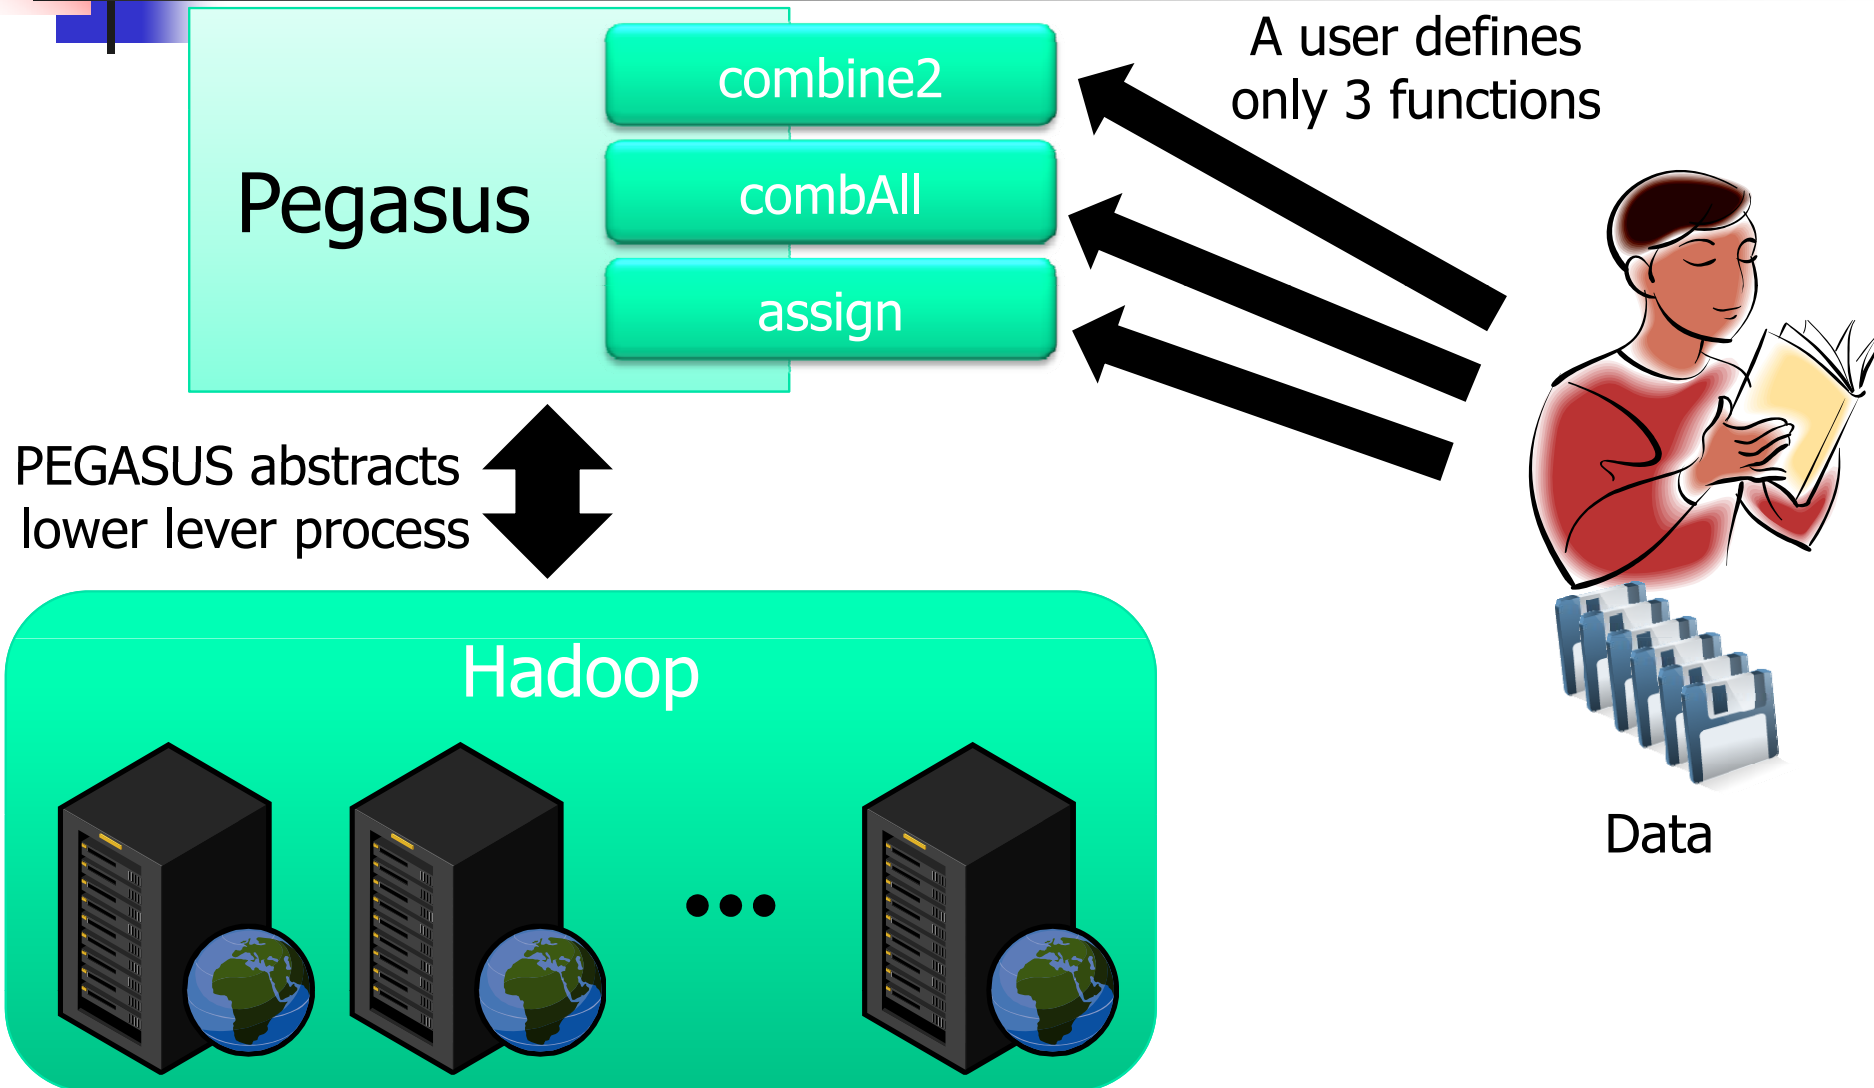 A user defines
only 3 functions
combine2
Pegasus
combAll
assign
PEGASUS abstracts
lower lever process
Hadoop
Data